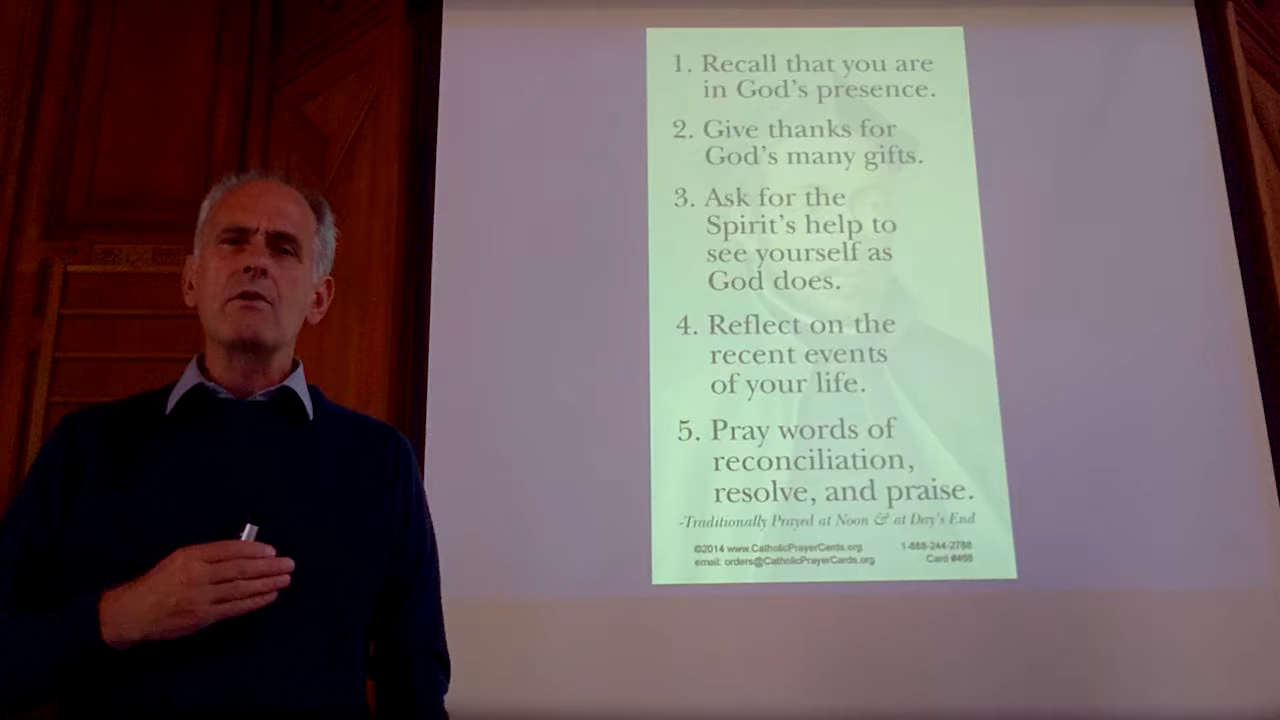 1. Recall that you are
in God's presence.
2. Give thanks for
God's many gifts.
3. Ask for the
Spirit's help to
see yourself as
God does.
4. Reflect on the
recent events
of your life.
5. Pray words of
reconciliation,
resolve, and praise.
-Traditionally Prayed at Noon & at Day's End
©2014 www.CatholicPrayerCards.org
1-888-244-2788
email: orders@CatholicPrayerCards.org
Card #